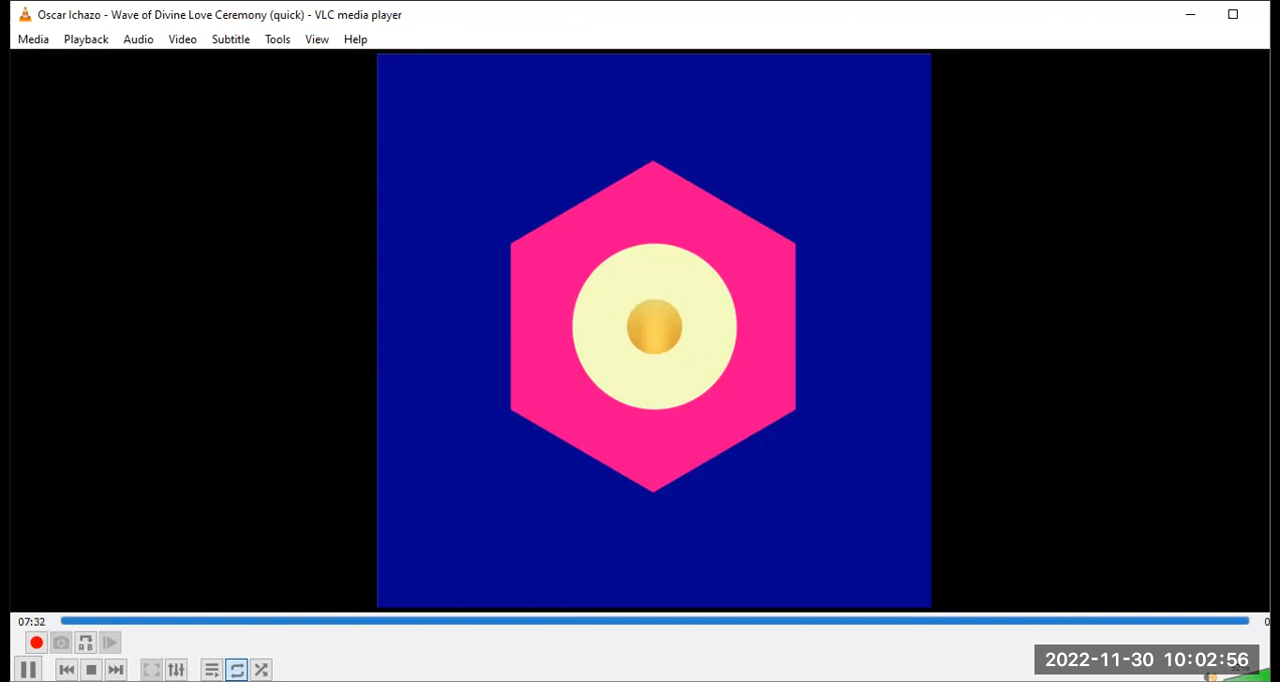 Oscar Ichazo - Wave of Divine Love Ceremony (quick) - VLC media player
Media Playback Audio Video Subtitle Tools View Help
07:32
A B
2022-11-30 10:02:56